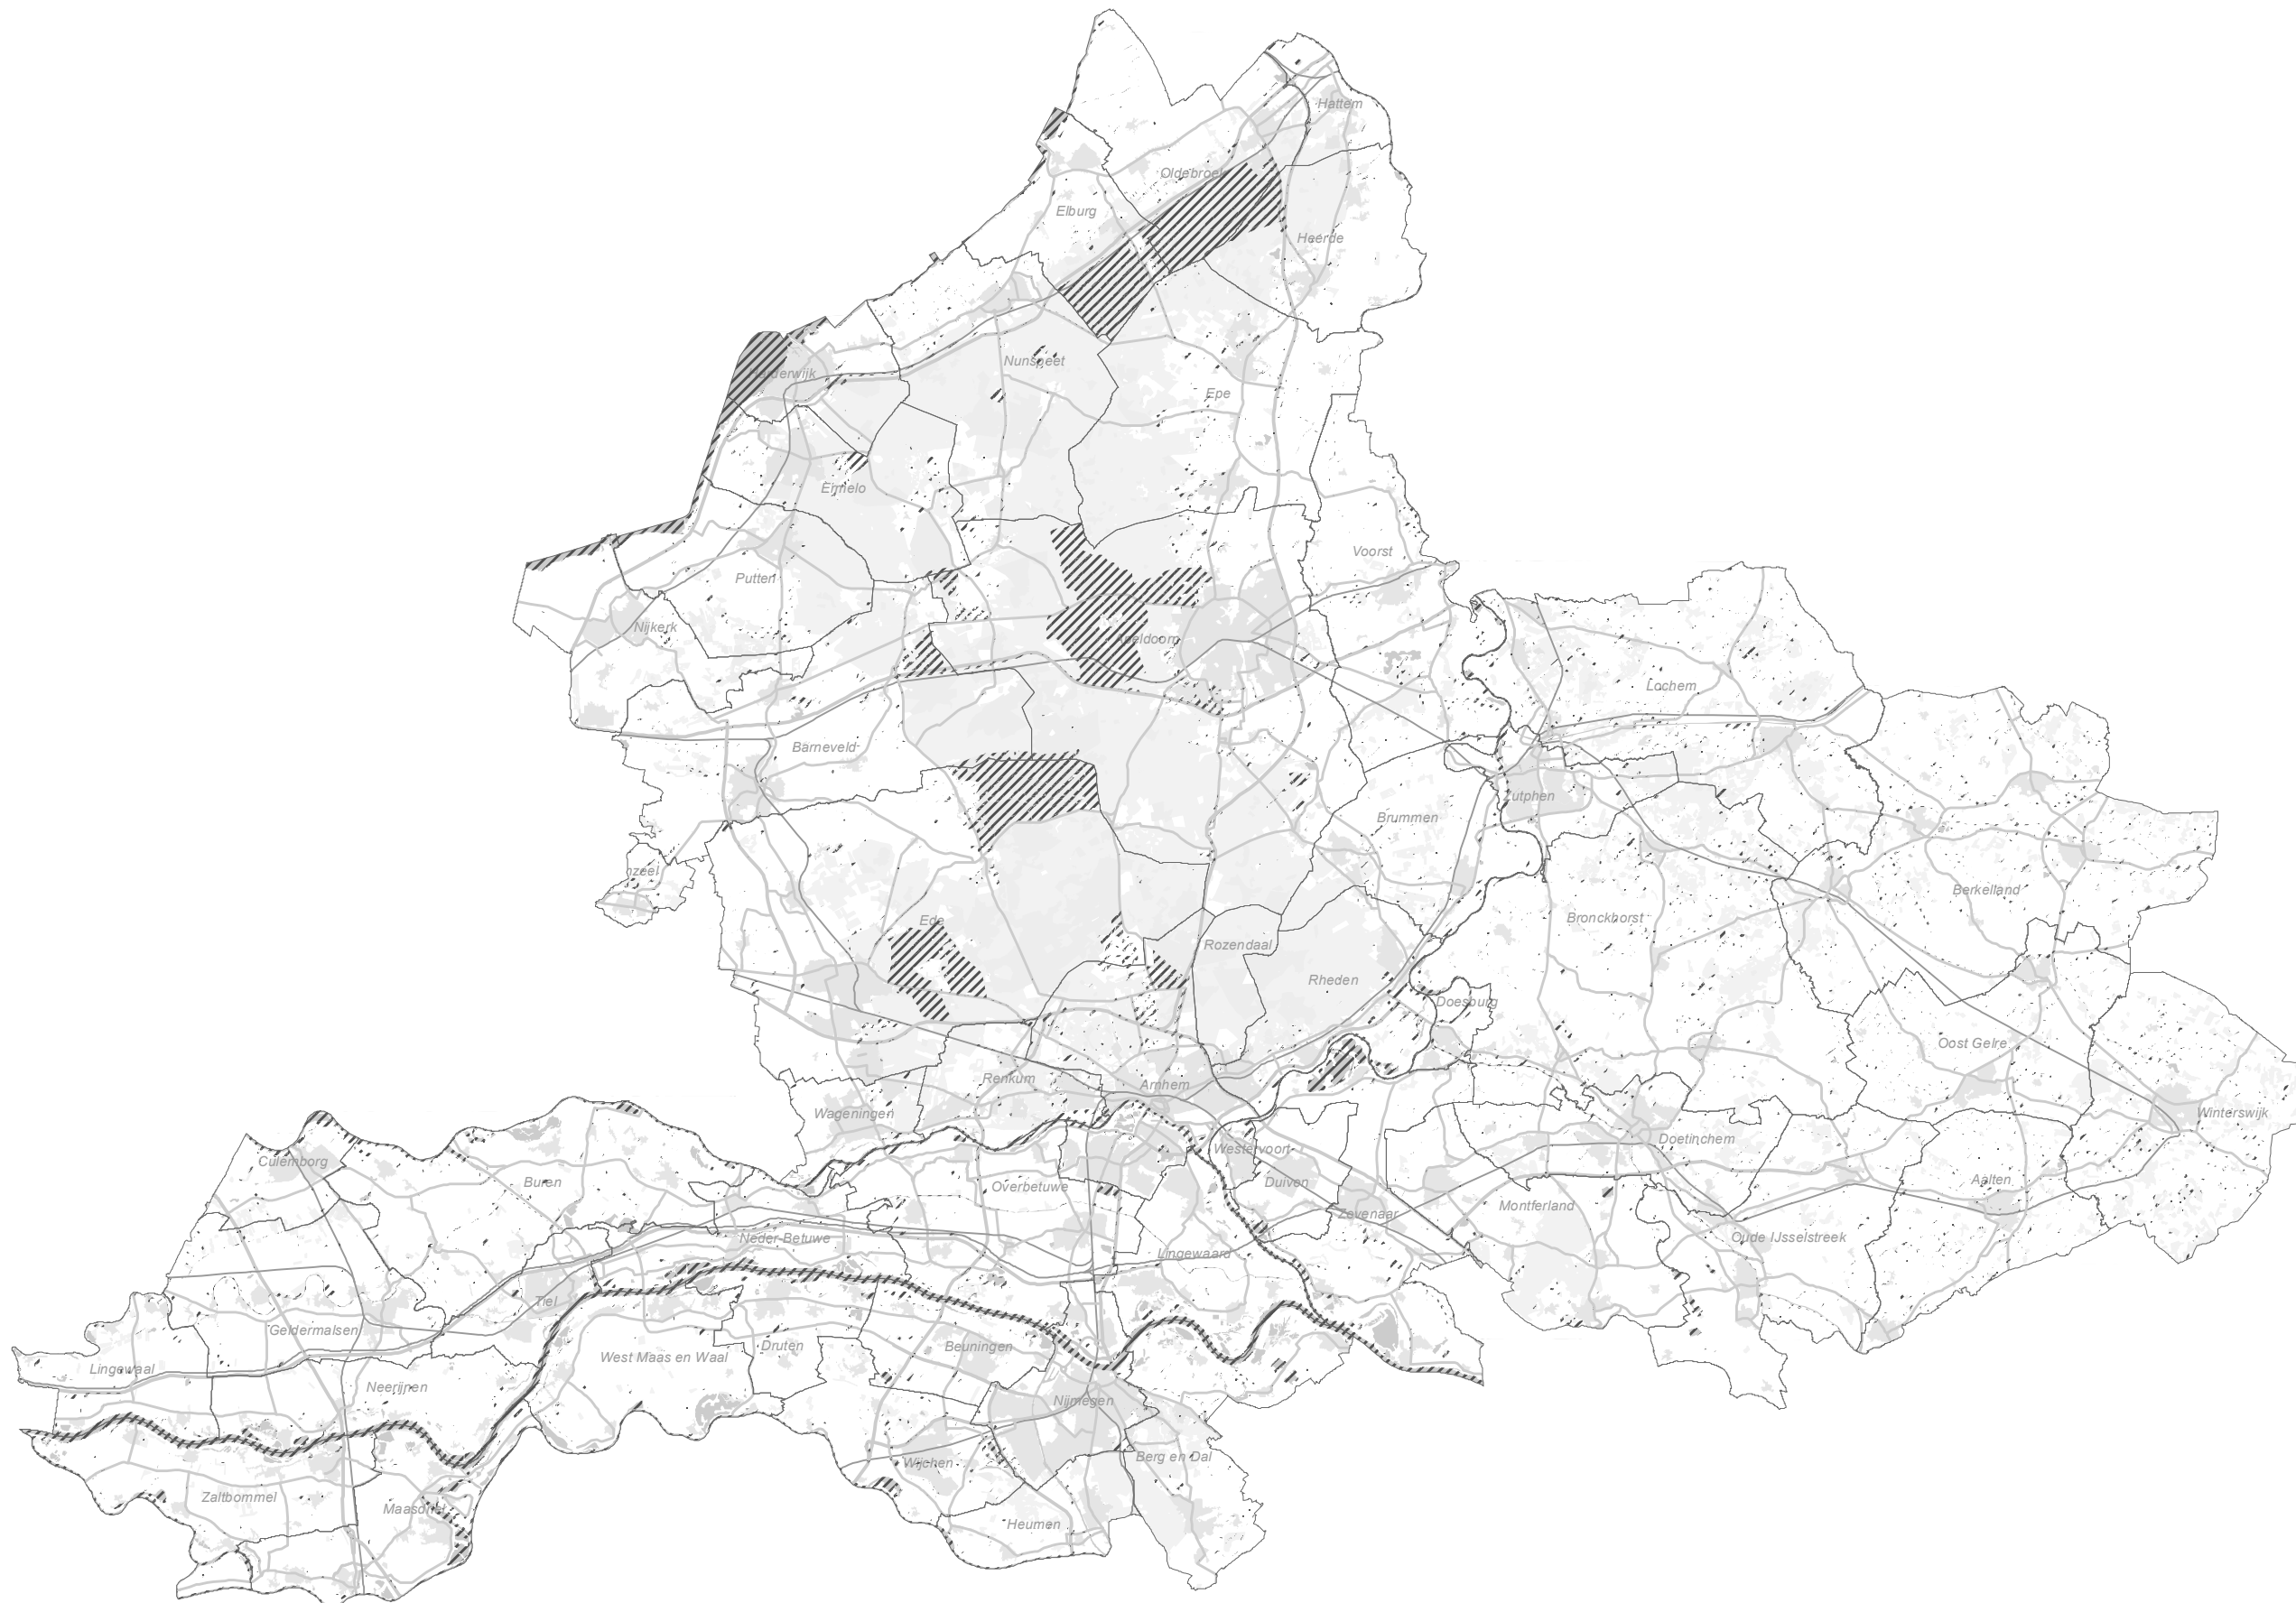 Hattem
Oldebroek
Elburg
Heerde
Nunspeet
Harderwijk
Epe
Ermelo
Voorst
Putten
Nijkerk
Apeldoorn
Lochem
Barneveld
Zutphen
Brummen
nzeel
Berkelland
Bronckhorst
Ede
Rozendaal
Rheden
Doesburg
Oost Gelre
Renkum
Arnhem
Wageningen
Winterswijk
Doetinchem
Westervoort
Culemborg
Buren
Overbetuwe
Duiven
Aalten
Montferland
Zevenaar
Neder-Betuwe
Oude IJsselstreek
Lingewaard
Tiel
Geldermalsen
Druten
Beuningen
West Maas en Waal
Lingewaal
Neerijnen
Nijmegen
Berg en Dal
Wijchen
Zaltbommel
Maasdriel
Heumen